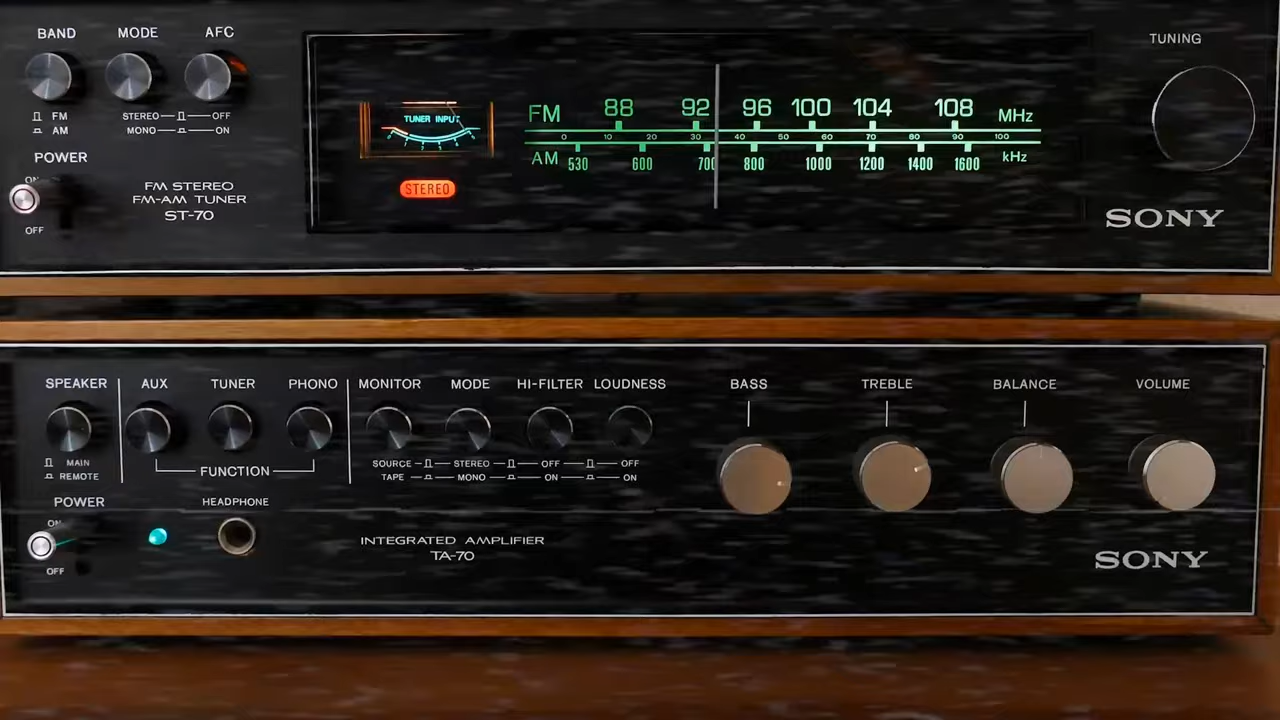 BAND MODE AFC
TUNING
FM 88 92 96 100 104 108 MHz
TUNER INPUT
FM STEREO OFF
AM MONO ON
0 10 20 30 40 50 60 70 80 90 100
AM 530 600 700 800 1000 1200 1400 1600 kHz
POWER
ON
STEREO
FM STEREO
FM-AM TUNER
ST-70
SONY
OFF
SPEAKER AUX TUNER PHONO MONITOR MODE HI-FILTER LOUDNESS BASS TREBLE BALANCE VOLUME
MAIN SOURCE STEREO OFF OFF
REMOTE FUNCTION TAPE MONO ON ON
POWER HEADPHONE
ON
INTEGRATED AMPLIFIER
TA-70
SONY
OFF